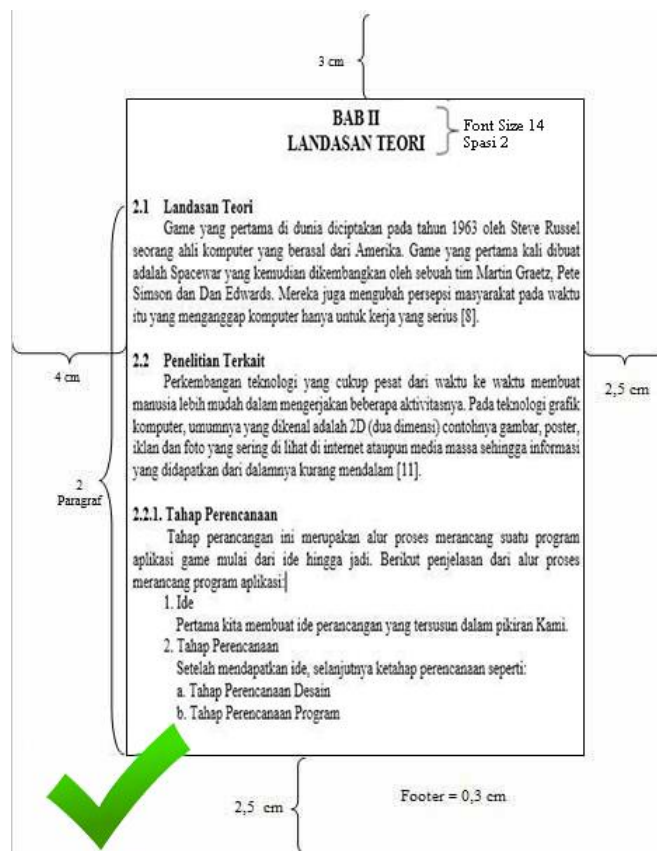 3 cm
BAB II
LANDASAN TEORI
Font Size 14
Spasi 2
2.1 Landasan Teori
Game yang pertama di dunia diciptakan pada tahun 1963 oleh Steve Russel
seorang ahli komputer yang berasal dari Amerika. Game yang pertama kali dibuat
adalah Spacewar yang kemudian dikembangkan oleh sebuah tim Martin Graetz, Pete
Simson dan Dan Edwards. Mereka juga mengubah persepsi masyarakat pada waktu
itu yang menganggap komputer hanya untuk kerja yang serius [8].
4 cm
2,5 cm
2.2 Penelitian Terkait
Perkembangan teknologi yang cukup pesat dari waktu ke waktu membuat
manusia lebih mudah dalam mengerjakan beberapa aktivitasnya. Pada teknologi grafik
komputer, umumnya yang dikenal adalah 2D (dua dimensi) contohnya gambar, poster,
iklan dan foto yang sering di lihat di internet ataupun media massa sehingga informasi
yang didapatkan dari dalamnya kurang mendalam [11].
2
Paragraf
2.2.1. Tahap Perencanaan
Tahap perancangan ini merupakan alur proses merancang suatu program
aplikasi game mulai dari ide hingga jadi. Berikut penjelasan dari alur proses
merancang program aplikasi:
1. Ide
Pertama kita membuat ide perancangan yang tersusun dalam pikiran Kami.
2. Tahap Perencanaan
Setelah mendapatkan ide, selanjutnya ketahap perencanaan seperti:
a. Tahap Perencanaan Desain
b. Tahap Perencanaan Program
2,5 cm
Footer = 0,3 cm